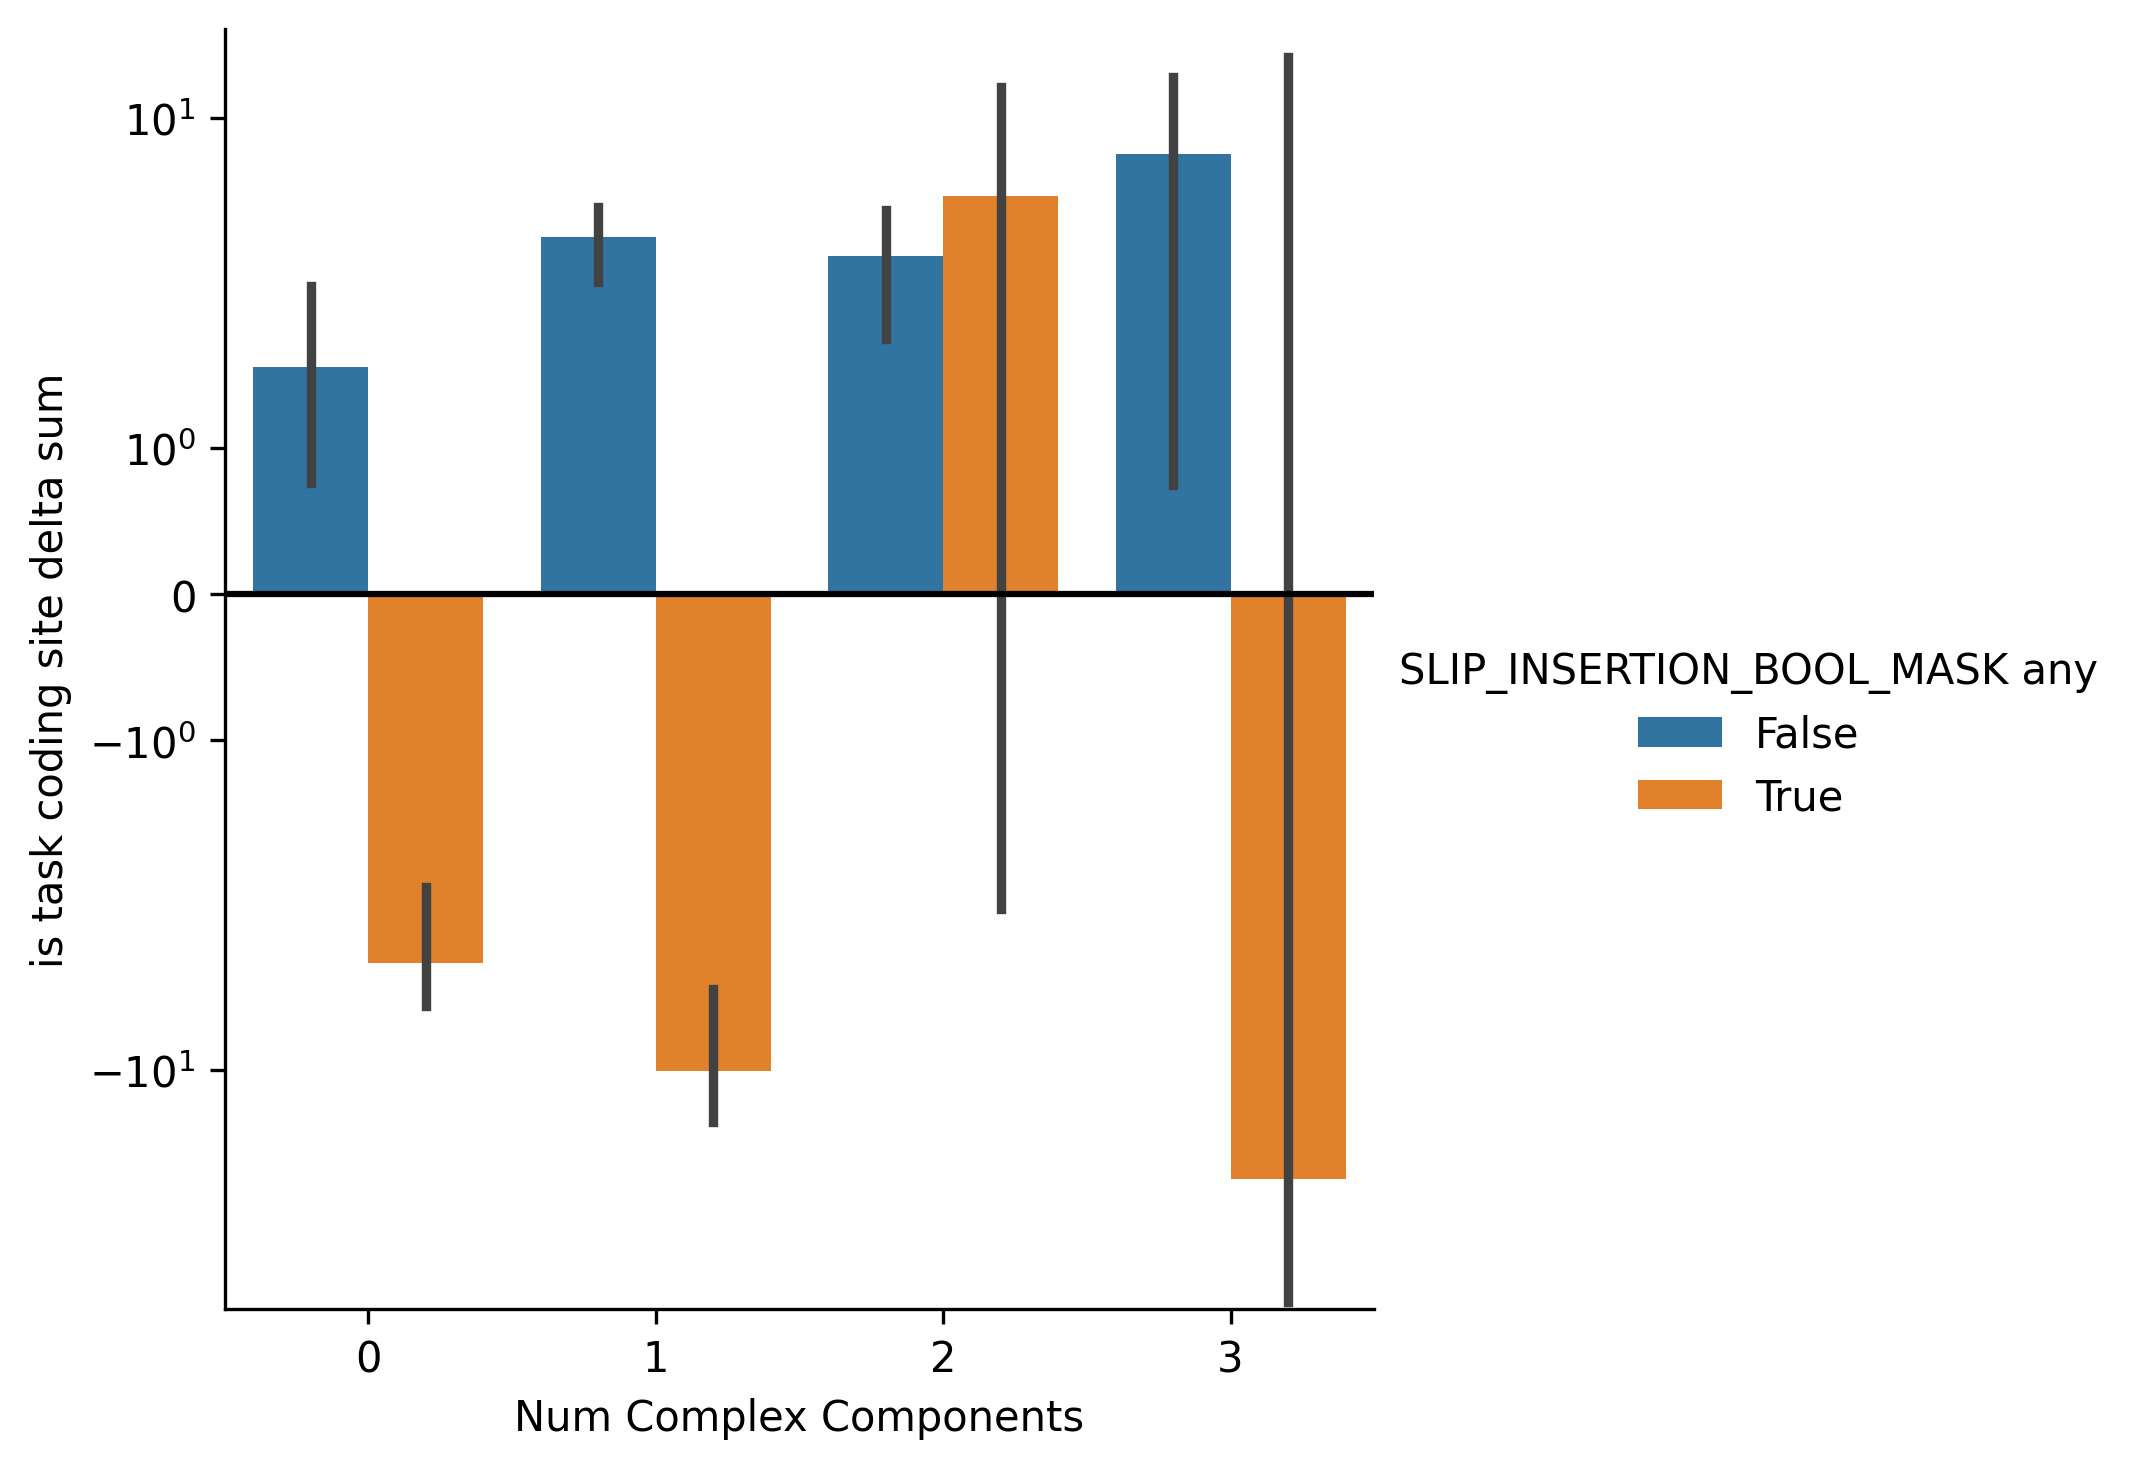 is task coding site delta sum
10¹
10⁰
0
−10⁰
−10¹
0 1 2 3
Num Complex Components
SLIP_INSERTION_BOOL_MASK any
False
True